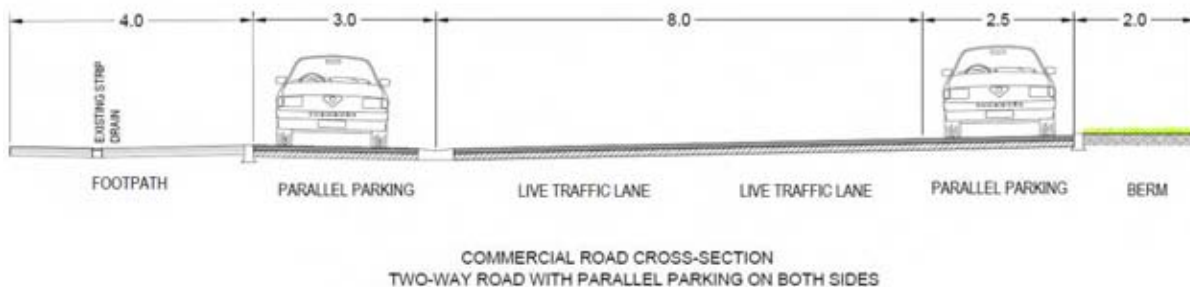 4.0 3.0 8.0 2.5 2.0
EXISTING STRIP
DRAIN
FOOTPATH PARALLEL PARKING LIVE TRAFFIC LANE LIVE TRAFFIC LANE PARALLEL PARKING BERM
COMMERCIAL ROAD CROSS-SECTION
TWO-WAY ROAD WITH PARALLEL PARKING ON BOTH SIDES